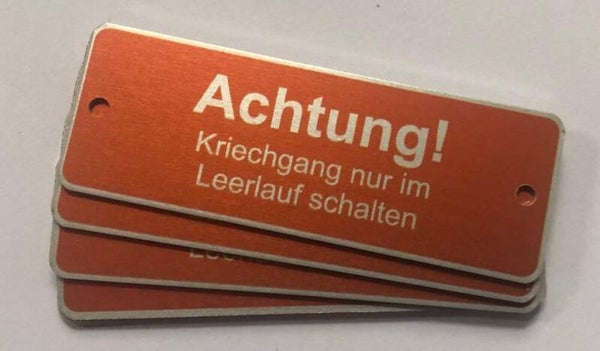 Achtung!
Kriechgang nur im
Leerlauf schalten